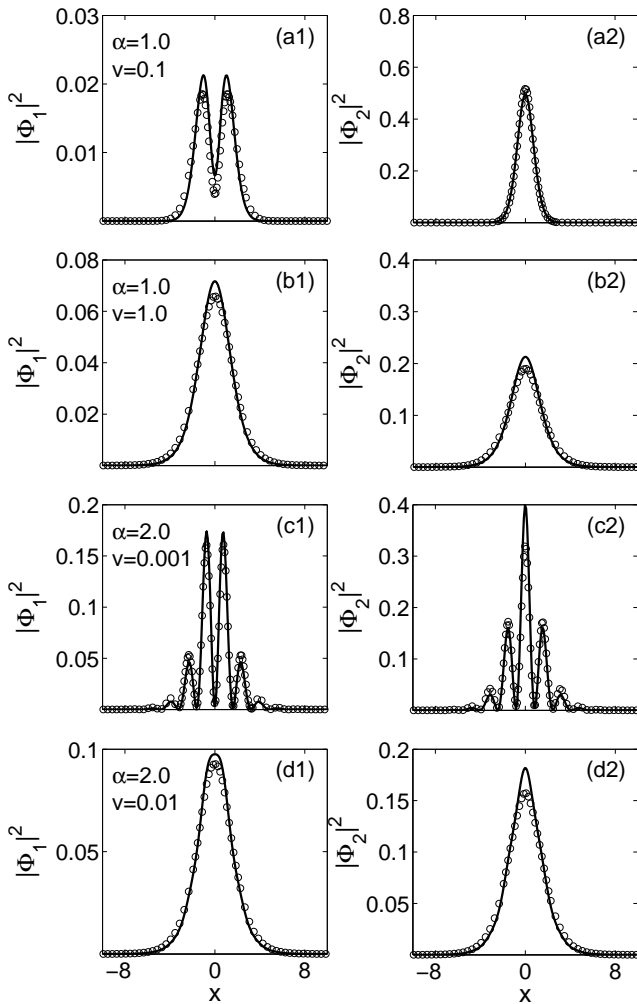 0.03
0.02
0.01
|Φ₁|²
α=1.0
v=0.1
(a1)
0.8
0.6
0.4
0.2
|Φ₂|²
(a2)
0.08
0.06
0.04
0.02
|Φ₁|²
α=1.0
v=1.0
(b1)
0.4
0.3
0.2
0.1
|Φ₂|²
(b2)
0.2
0.15
0.1
0.05
|Φ₁|²
α=2.0
v=0.001
(c1)
0.4
0.3
0.2
0.1
|Φ₂|²
(c2)
0.1
0.05
|Φ₁|²
α=2.0
v=0.01
(d1)
−8 0 8
x
0.2
0.15
0.1
0.05
|Φ₂|²
(d2)
−8 0 8
x